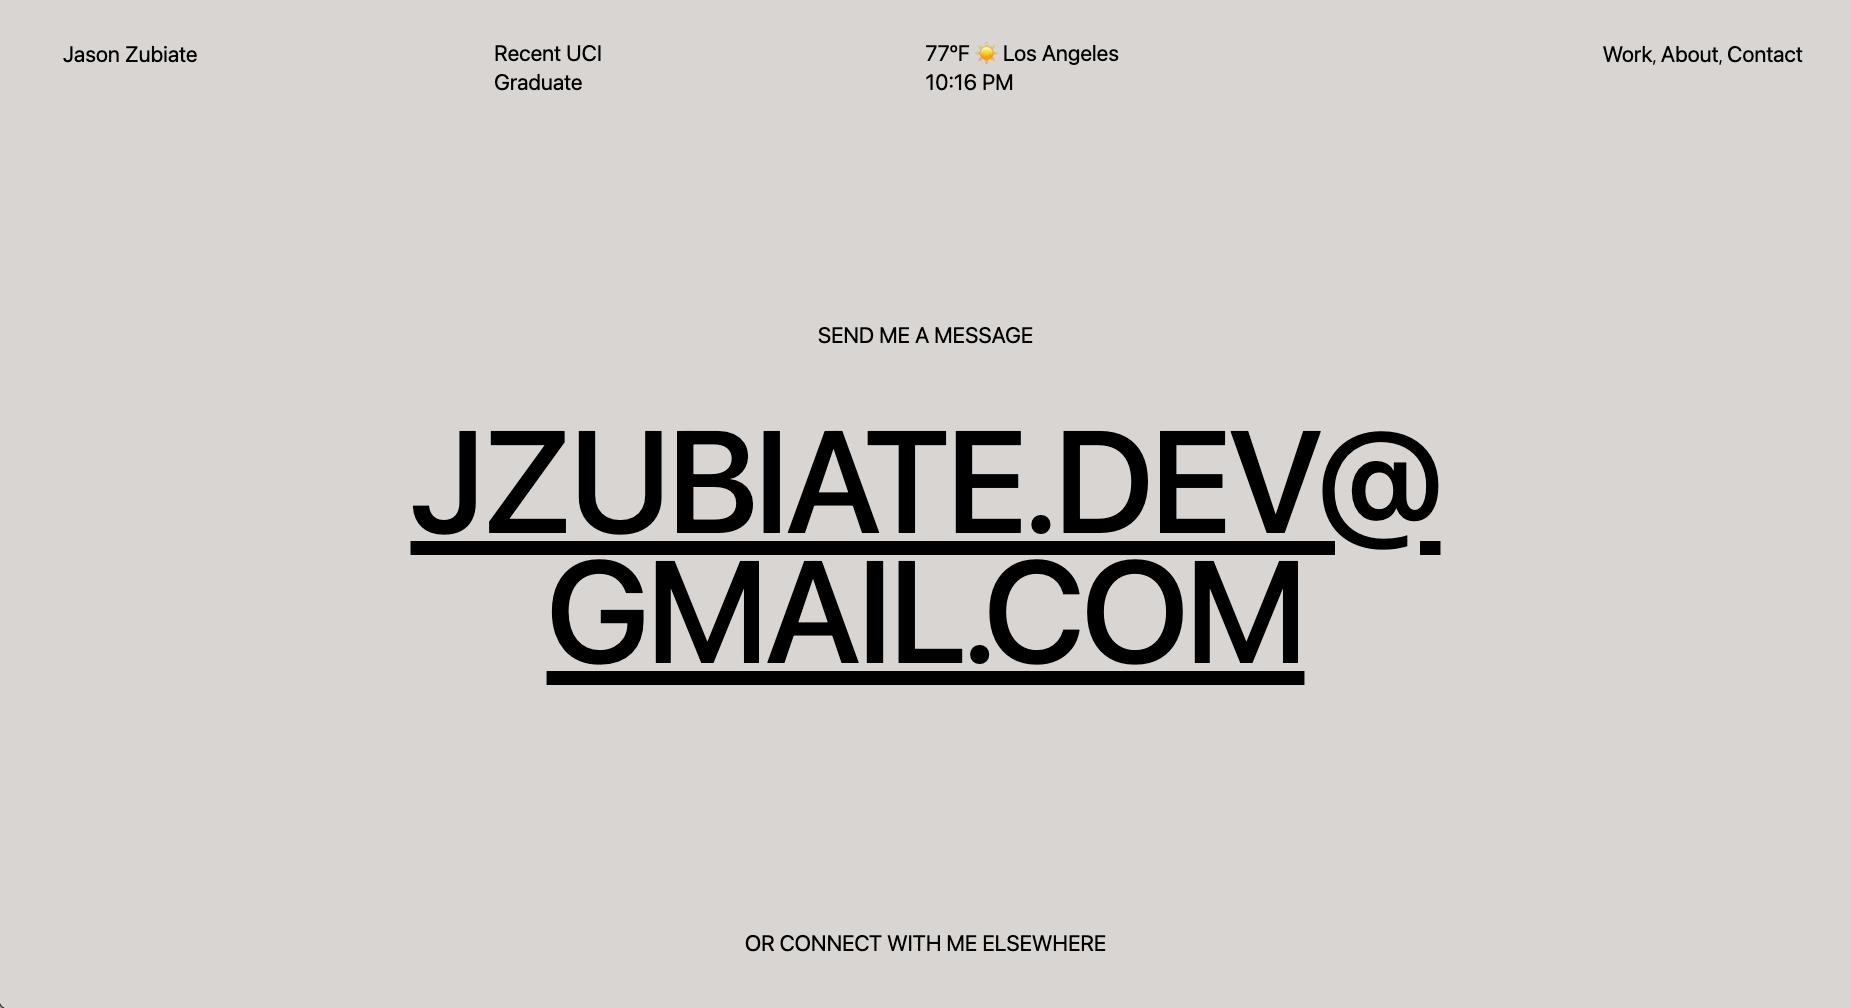 Jason Zubiate
Recent UCI
Graduate
77°F ☀️ Los Angeles
10:16 PM
Work, About, Contact
SEND ME A MESSAGE
JZUBIATE.DEV@
GMAIL.COM
OR CONNECT WITH ME ELSEWHERE